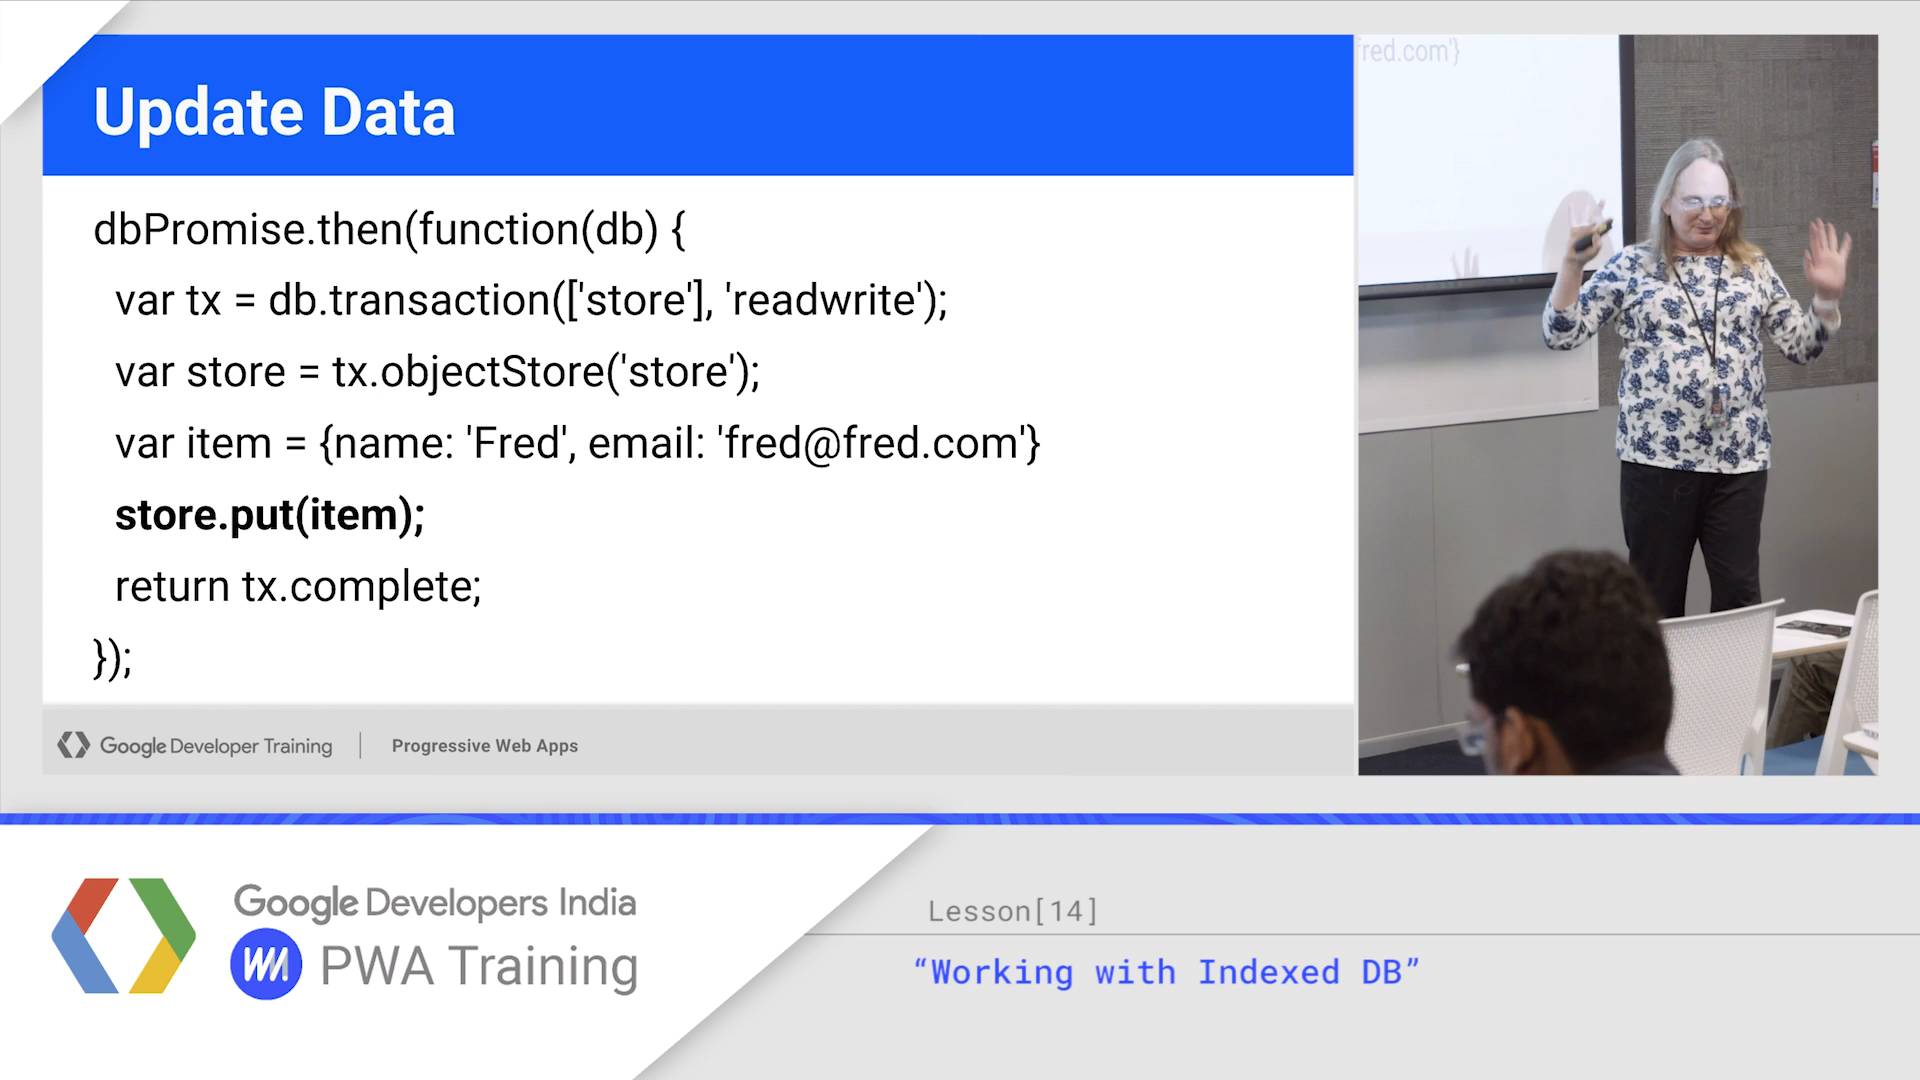 Update Data
dbPromise.then(function(db) {
var tx = db.transaction(['store'], 'readwrite');
var store = tx.objectStore('store');
var item = {name: 'Fred', email: 'fred@fred.com'}
store.put(item);
return tx.complete;
});
Google Developer Training | Progressive Web Apps
fred.com'}
Google Developers India
PWA Training
Lesson[14]
“Working with Indexed DB”